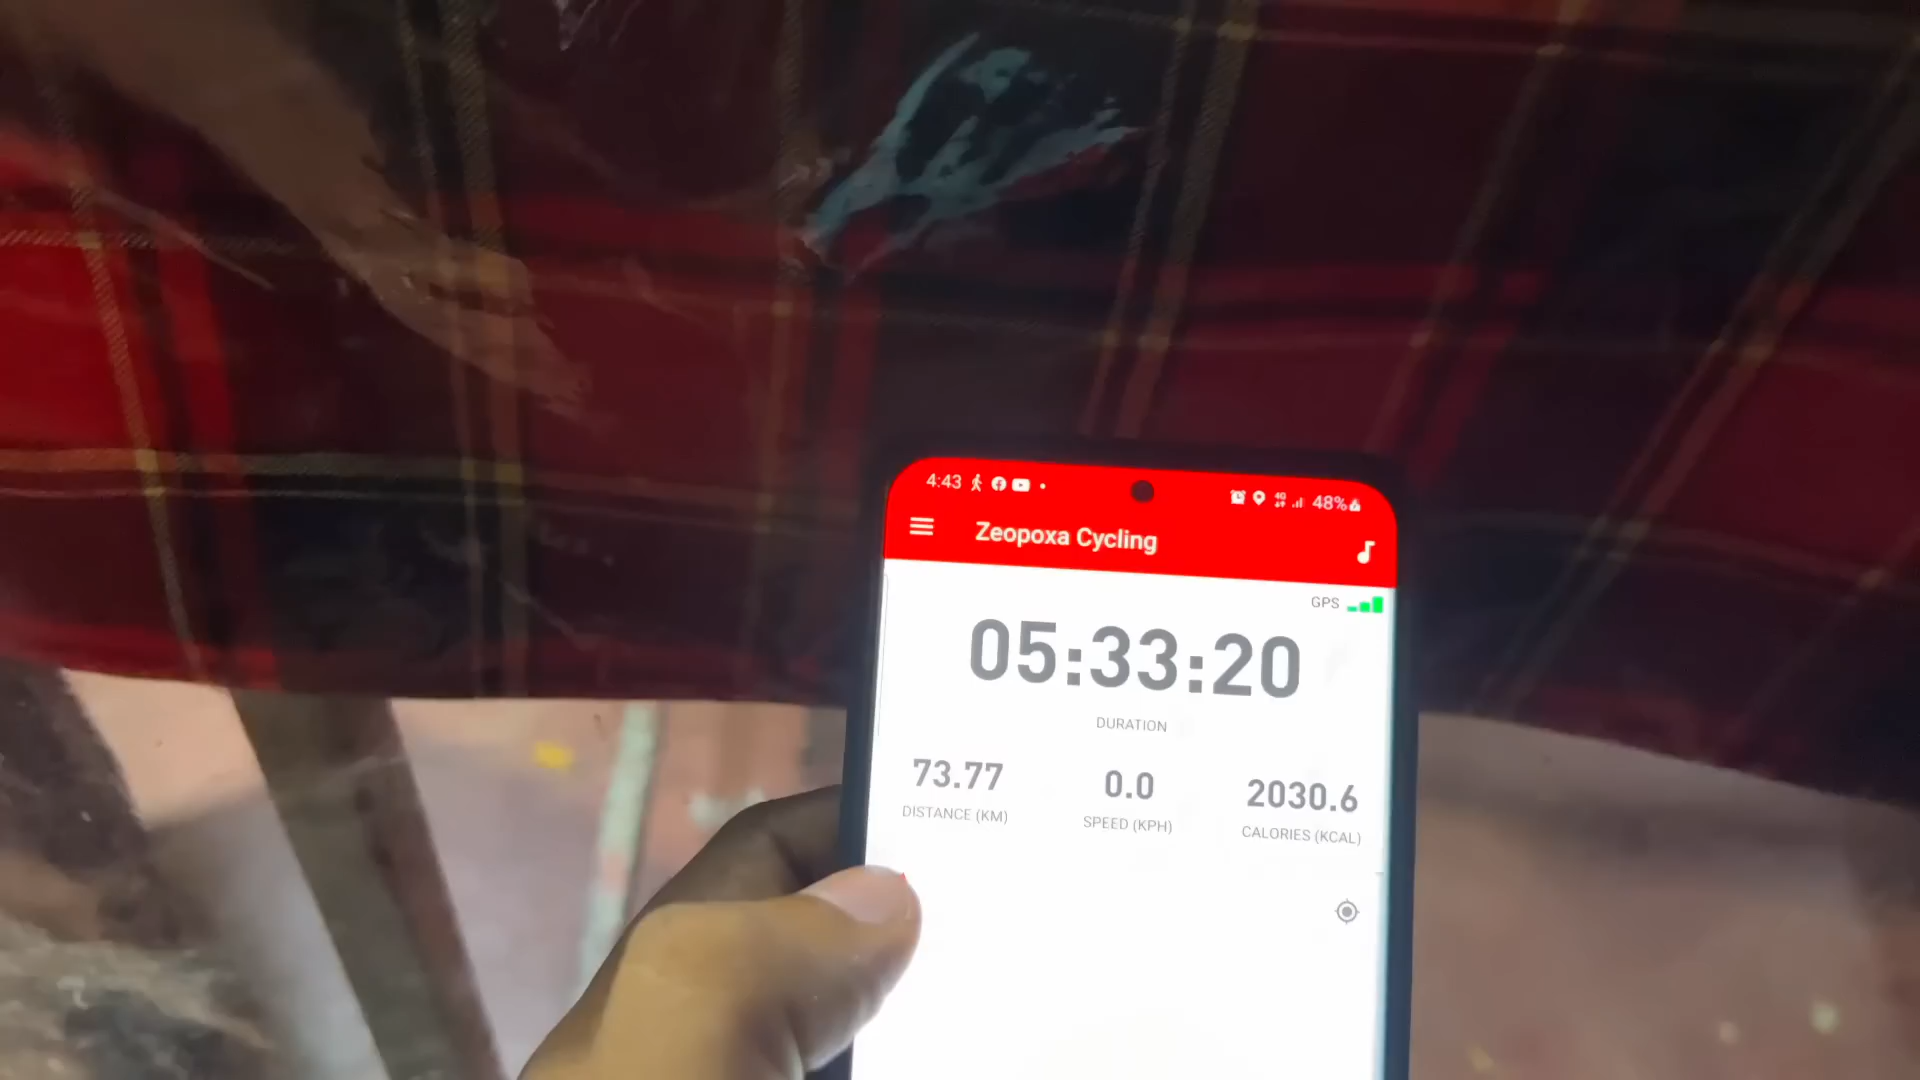 4:43 4G 48%
Zeopoxa Cycling
GPS
05:33:20
DURATION
73.77 0.0 2030.6
DISTANCE (KM) SPEED (KPH) CALORIES (KCAL)